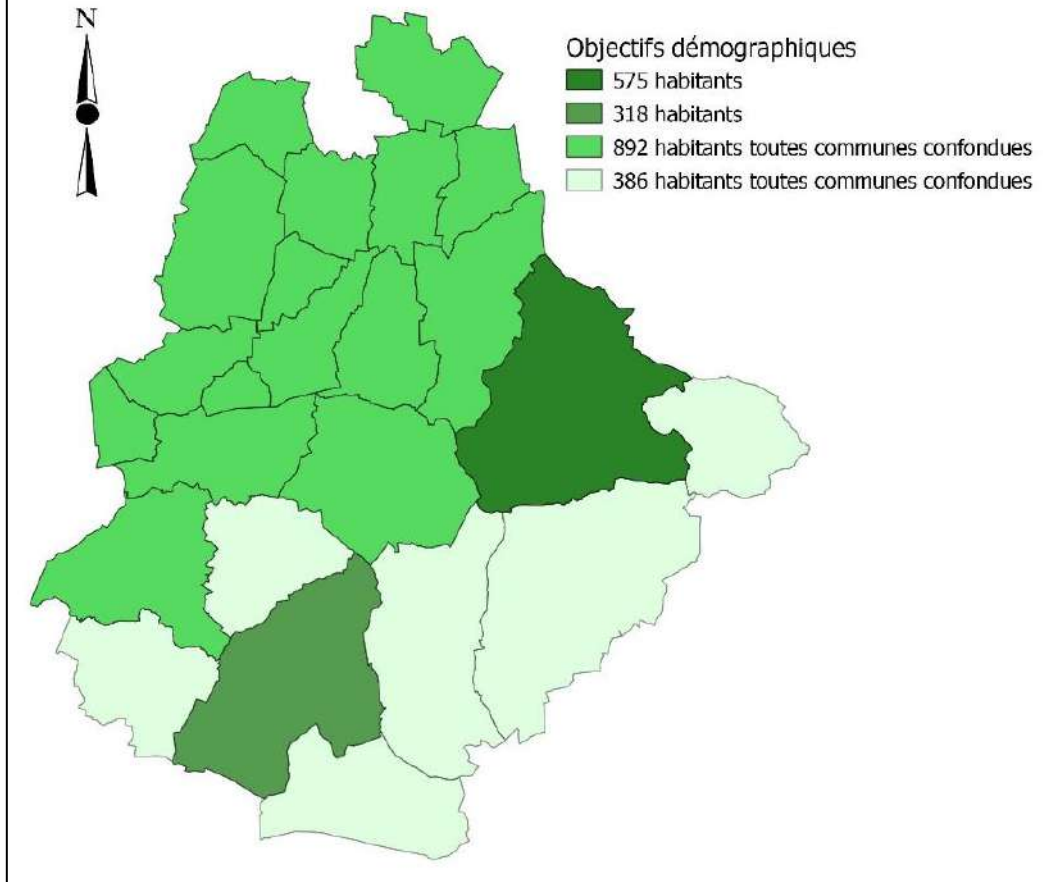 N
Objectifs démographiques
575 habitants
318 habitants
892 habitants toutes communes confondues
386 habitants toutes communes confondues